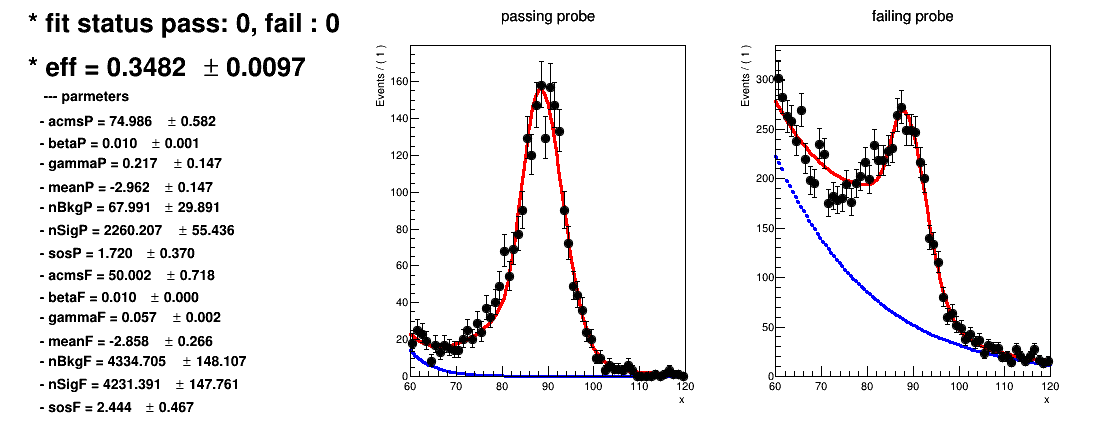 * fit status pass: 0, fail : 0
* eff = 0.3482 ± 0.0097
--- parmeters
- acmsP = 74.986 ± 0.582
- betaP = 0.010 ± 0.001
- gammaP = 0.217 ± 0.147
- meanP = -2.962 ± 0.147
- nBkgP = 67.991 ± 29.891
- nSigP = 2260.207 ± 55.436
- sosP = 1.720 ± 0.370
- acmsF = 50.002 ± 0.718
- betaF = 0.010 ± 0.000
- gammaF = 0.057 ± 0.002
- meanF = -2.858 ± 0.266
- nBkgF = 4334.705 ± 148.107
- nSigF = 4231.391 ± 147.761
- sosF = 2.444 ± 0.467
passing probe
Events / ( 1 )
160
140
120
100
80
60
40
20
0
60 70 80 90 100 110 120
x
failing probe
Events / ( 1 )
300
250
200
150
100
50
0
60 70 80 90 100 110 120
x